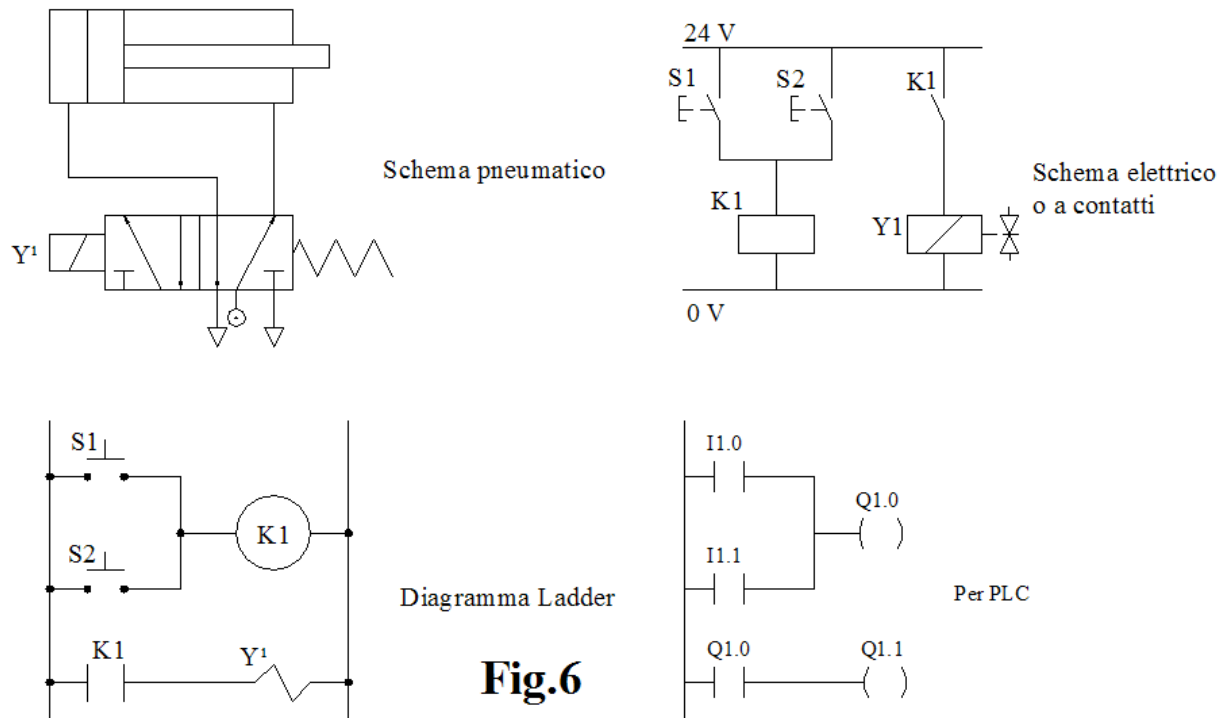 24 V
S1
S2
K1
Schema pneumatico
Schema elettrico
o a contatti
K1
Y1
Y¹
0 V
S1
K1
S2
Diagramma Ladder
K1
Y¹
Fig.6
I1.0
Q1.0
I1.1
Per PLC
Q1.0
Q1.1